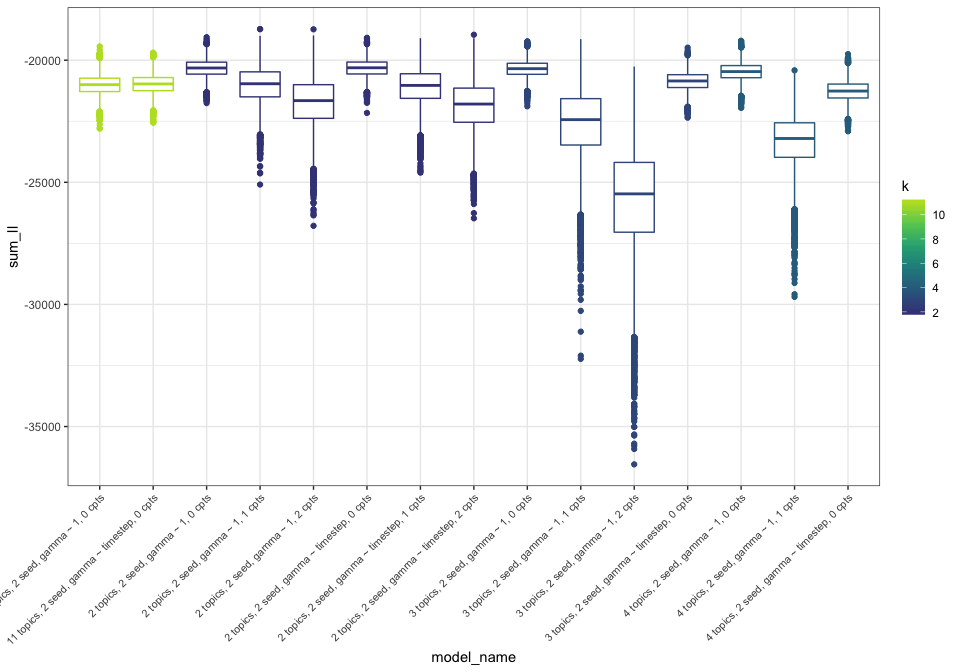 -20000
-25000
-30000
-35000
sum_ll
2 seed, gamma ~ 1, 0 cpts
11 topics, 2 seed, gamma ~ timestep, 0 cpts
2 topics, 2 seed, gamma ~ 1, 0 cpts
2 topics, 2 seed, gamma ~ 1, 1 cpts
2 topics, 2 seed, gamma ~ 1, 2 cpts
2 topics, 2 seed, gamma ~ timestep, 0 cpts
2 topics, 2 seed, gamma ~ timestep, 1 cpts
2 topics, 2 seed, gamma ~ timestep, 2 cpts
3 topics, 2 seed, gamma ~ 1, 0 cpts
3 topics, 2 seed, gamma ~ 1, 1 cpts
3 topics, 2 seed, gamma ~ 1, 2 cpts
3 topics, 2 seed, gamma ~ timestep, 0 cpts
4 topics, 2 seed, gamma ~ 1, 0 cpts
4 topics, 2 seed, gamma ~ 1, 1 cpts
4 topics, 2 seed, gamma ~ timestep, 0 cpts
model_name
k
10
8
6
4
2